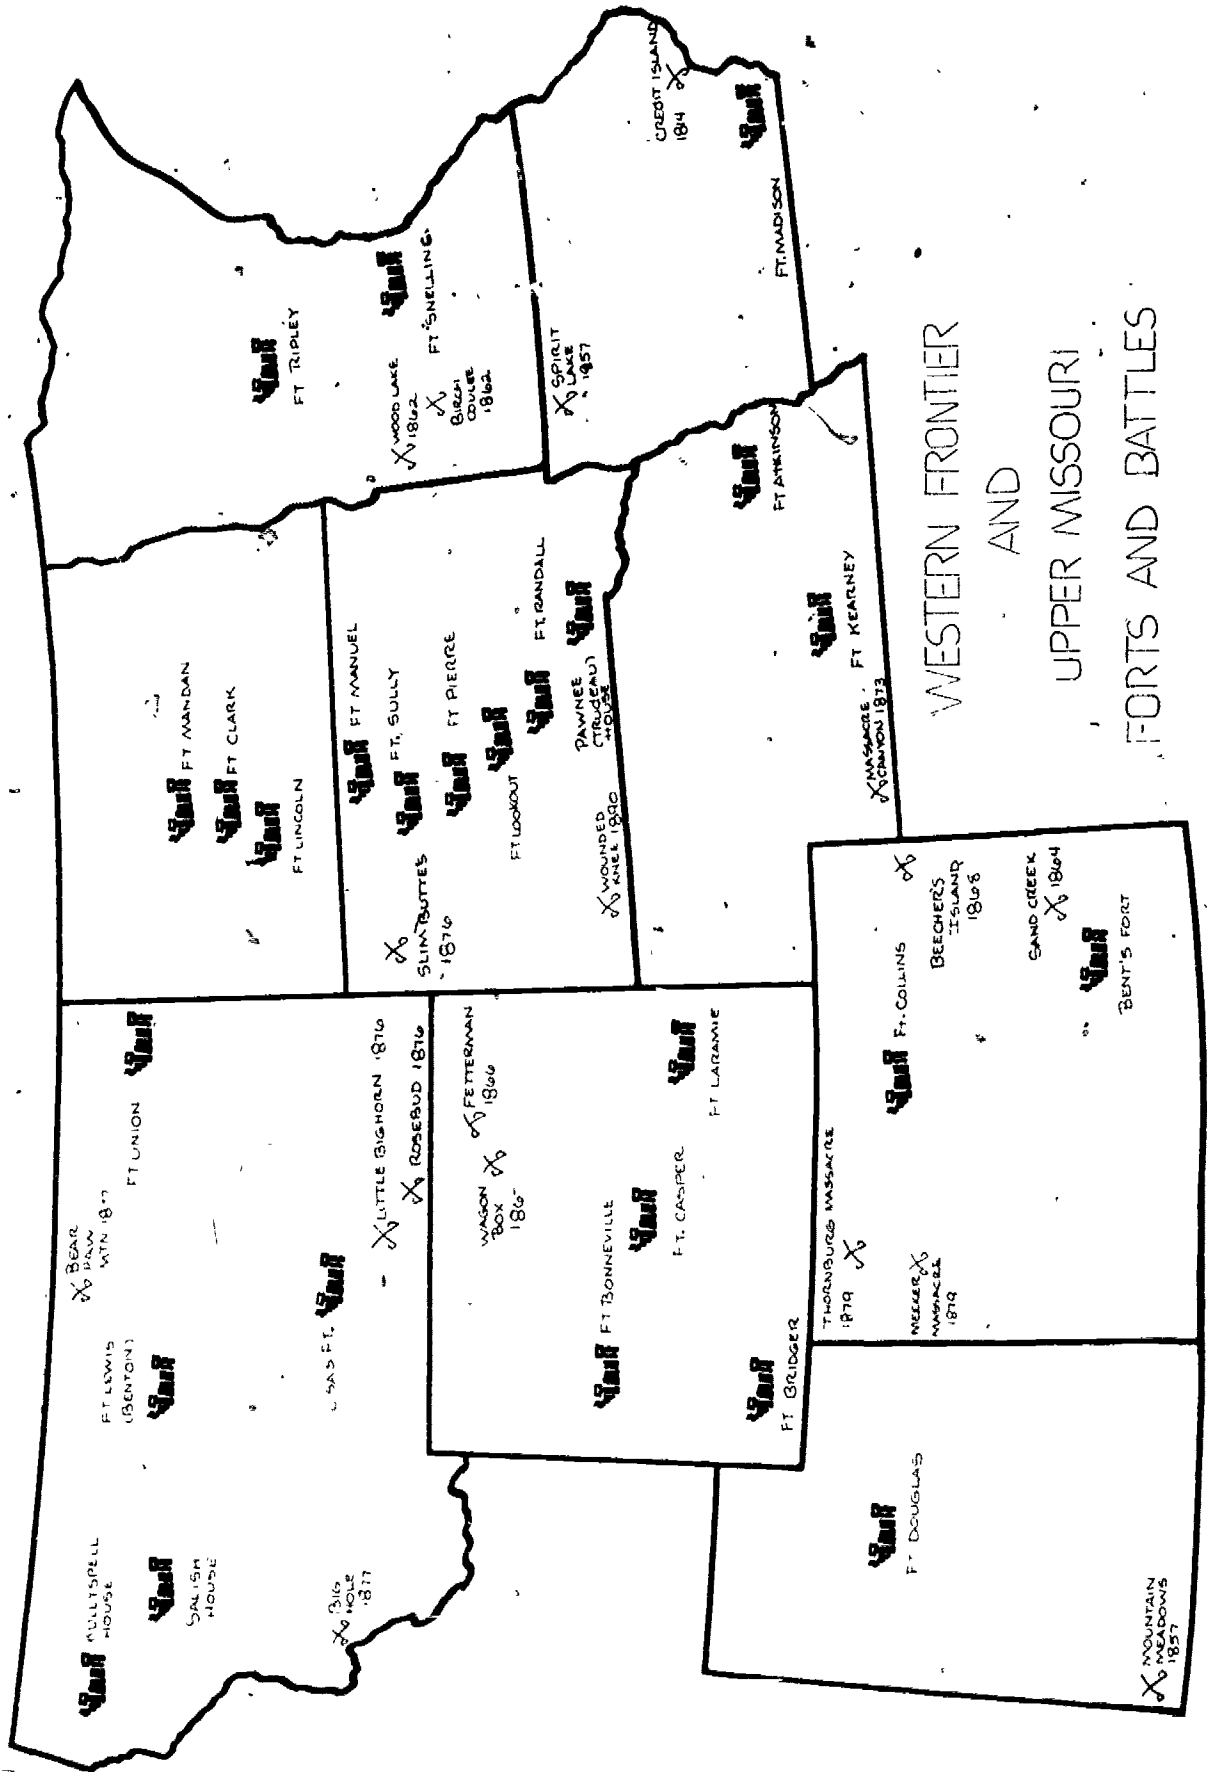 KULLYSPELL
HOUSE
SALISH
HOUSE
FT LEWIS
(BENTON)
BEAR
PAW
MTN
FT UNION
BIG
HOLE
1877
FT.
LITTLE BIGHORN 1876
ROSEBUD 1876
FT MANDAN
FT CLARK
FT LINCOLN
FT RIPLEY
WOOD LAKE
1862
BIRCH
COULEE
1862
FT SNELLING
FT MANUEL
FT. SULLY
FT PIERRE
FT LOOKOUT
FT. RANDALL
PAWNEE
(TRUDEAU)
HOUSE
SLIM BUTTES
1876
WOUNDED
KNEE 1890
SPIRIT
LAKE
1857
CREDIT ISLAND
1814
FT. MADISON
FETTERMAN
1866
WAGON
BOX
FT BONNEVILLE
FT. CASPER
FT LARAMIE
FT BRIDGER
FT ATKINSON
FT KEARNEY
MASSACRE
CANYON 1873
THORNBURG MASSACRE
1879
MEEKER
MASSACRE
1879
FT. COLLINS
BEECHER'S
ISLAND
1868
SAND CREEK
1864
BENT'S FORT
FT DOUGLAS
MOUNTAIN
MEADOWS
1857
WESTERN FRONTIER
AND
UPPER MISSOURI
FORTS AND BATTLES